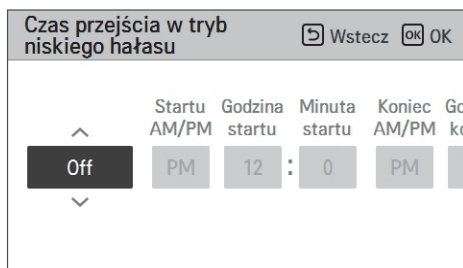 Czas przejścia w tryb
niskiego hałasu
Wstecz OK OK
Startu Godzina Minuta Koniec
AM/PM startu startu AM/PM
Off PM 12 : 0 PM